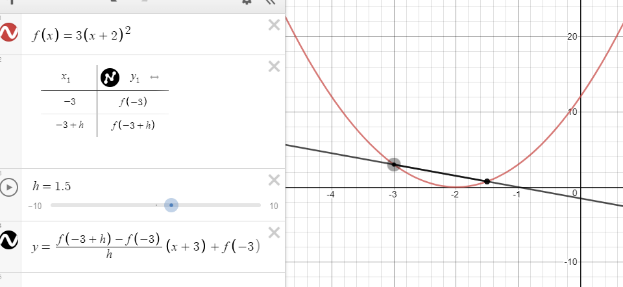 f(x) = 3(x + 2)²
x₁ y₁
−3 f(−3)
−3 + h f(−3 + h)
h = 1.5
−10 10
y = \frac{f(−3 + h) − f(−3)}{h} (x + 3) + f(−3)
20
10
-4 -3 -2 -1 0
-10